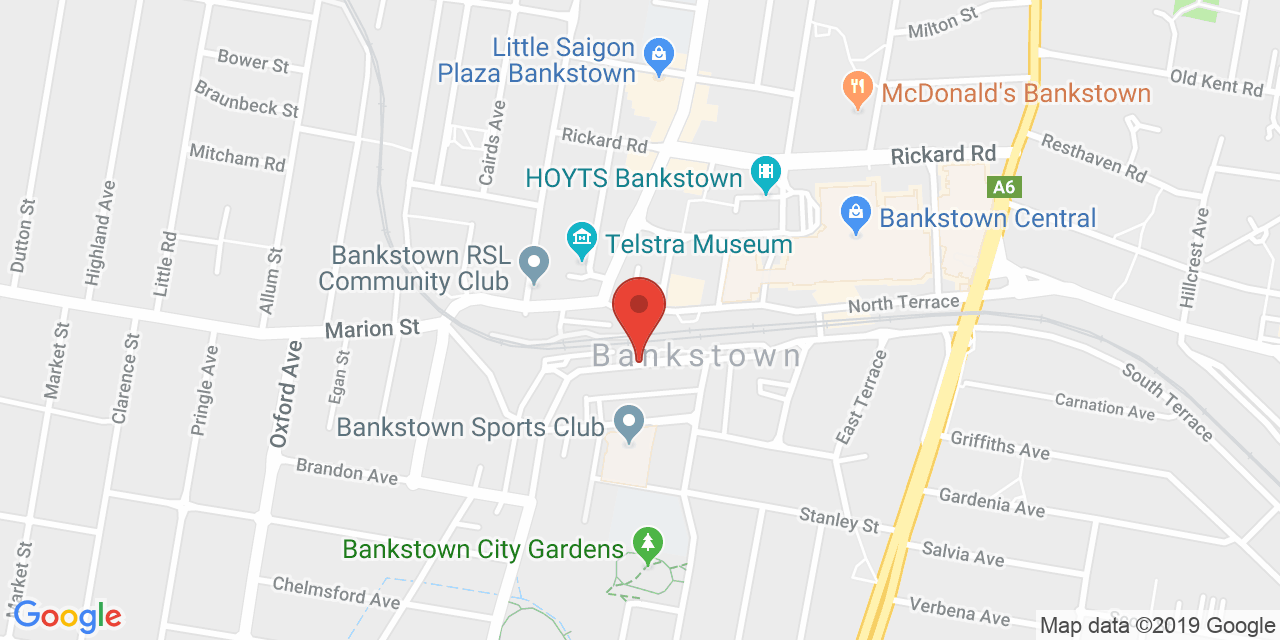 Milton St
Little Saigon
Plaza Bankstown
Bower St
Old Kent Rd
Braunbeck St
McDonald's Bankstown
Cairds Ave
Rickard Rd
Rickard Rd
Resthaven Rd
Mitcham Rd
HOYTS Bankstown
A6
Bankstown Central
Dutton St
Highland Ave
Little Rd
Allum St
Telstra Museum
Hillcrest Ave
Bankstown RSL
Community Club
North Terrace
Marion St
Bankstown
Market St
Clarence St
Pringle Ave
Oxford Ave
Egan St
East Terrace
South Terrace
Carnation Ave
Bankstown Sports Club
Griffiths Ave
Brandon Ave
Gardenia Ave
Stanley St
Bankstown City Gardens
Salvia Ave
Market St
Chelmsford Ave
Verbena Ave
Google
Map data ©2019 Google